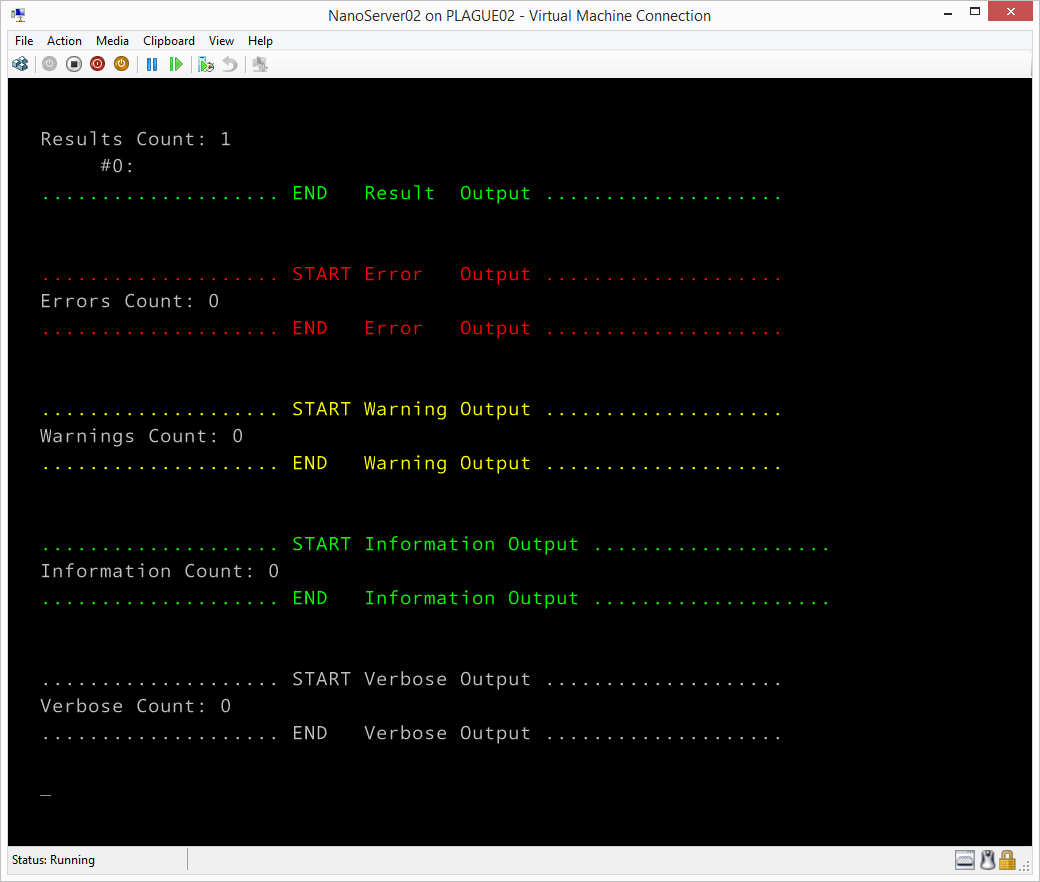 NanoServer02 on PLAGUE02 - Virtual Machine Connection
File Action Media Clipboard View Help
Results Count: 1
#0:
.................... END   Result  Output ....................
.................... START Error   Output ....................
Errors Count: 0
.................... END   Error   Output ....................
.................... START Warning Output ....................
Warnings Count: 0
.................... END   Warning Output ....................
.................... START Information Output ....................
Information Count: 0
.................... END   Information Output ....................
.................... START Verbose Output ....................
Verbose Count: 0
.................... END   Verbose Output ....................
_
Status: Running